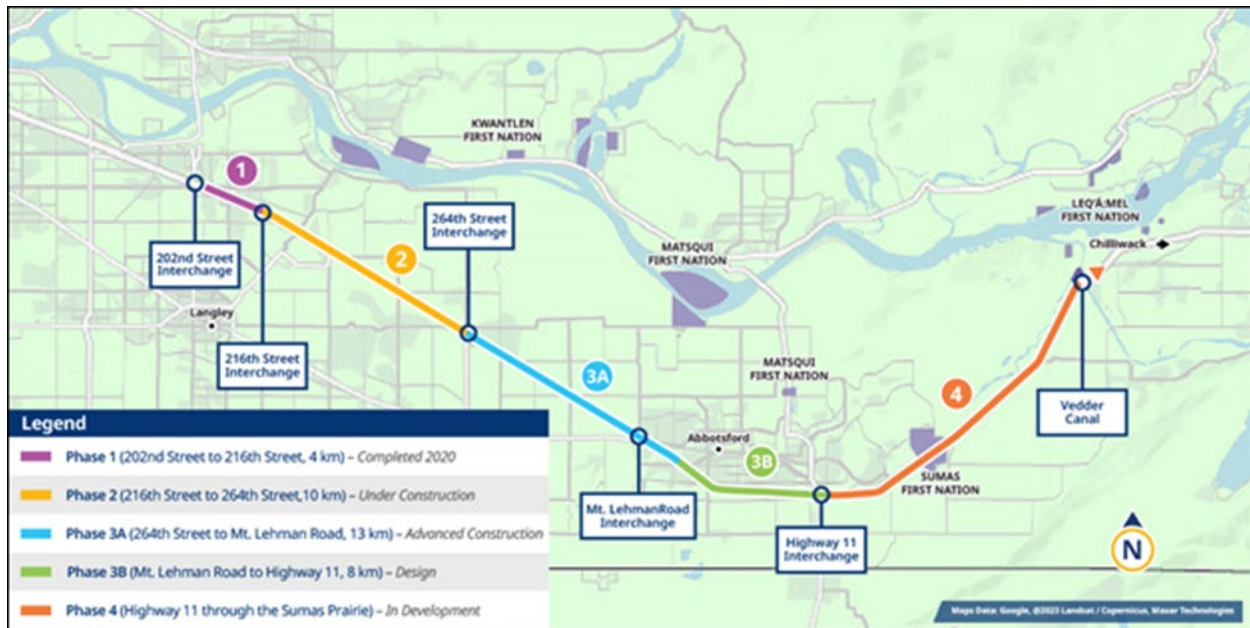 KWANTLEN
FIRST NATION
1
LEQ'Á:MEL
FIRST NATION
264th Street
Interchange
Chilliwack
202nd Street
Interchange
2
MATSQUI
FIRST NATION
Langley
216th Street
Interchange
MATSQUI
FIRST NATION
3A
4
Vedder
Canal
Abbotsford
3B
SUMAS
FIRST NATION
Mt. LehmanRoad
Interchange
Highway 11
Interchange
N
Legend
Phase 1 (202nd Street to 216th Street, 4 km) – Completed 2020
Phase 2 (216th Street to 264th Street,10 km) – Under Construction
Phase 3A (264th Street to Mt. Lehman Road, 13 km) – Advanced Construction
Phase 3B (Mt. Lehman Road to Highway 11, 8 km) – Design
Phase 4 (Highway 11 through the Sumas Prairie) – In Development
Maps Data: Google, @2023 Landsat / Copernicus, Maxar Technologies